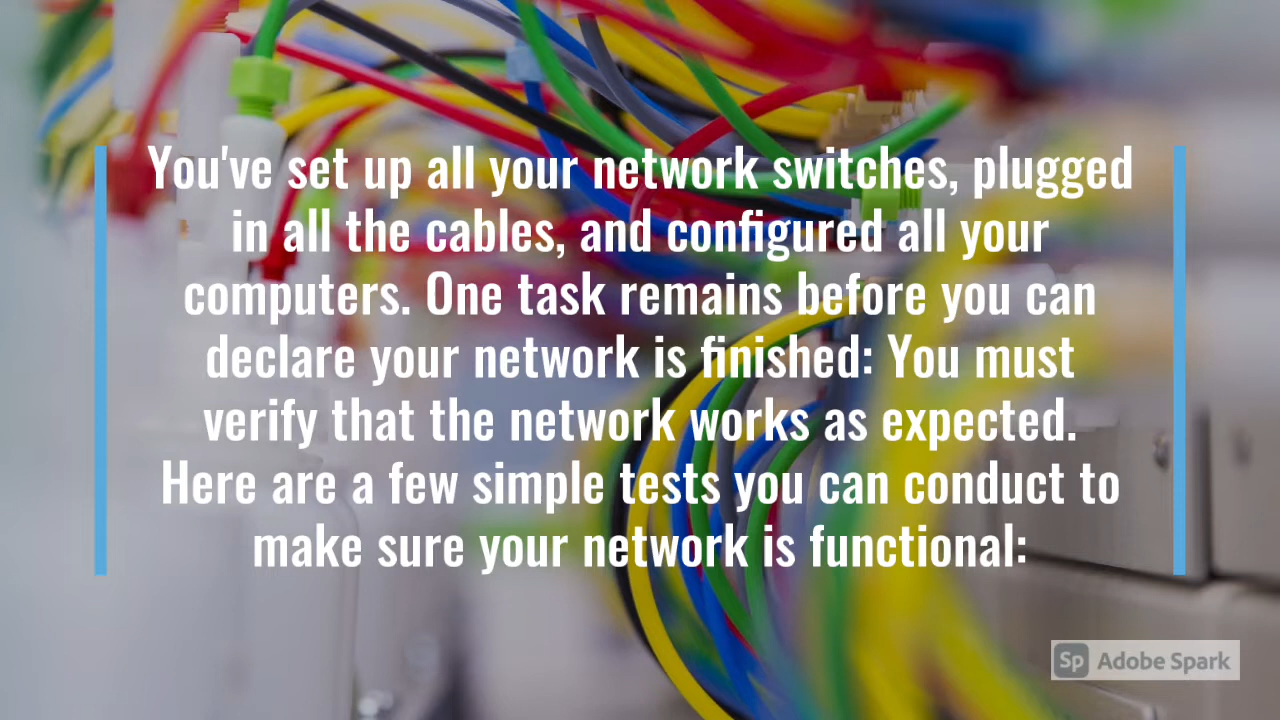 You've set up all your network switches, plugged
in all the cables, and configured all your
computers. One task remains before you can
declare your network is finished: You must
verify that the network works as expected.
Here are a few simple tests you can conduct to
make sure your network is functional:
Sp Adobe Spark